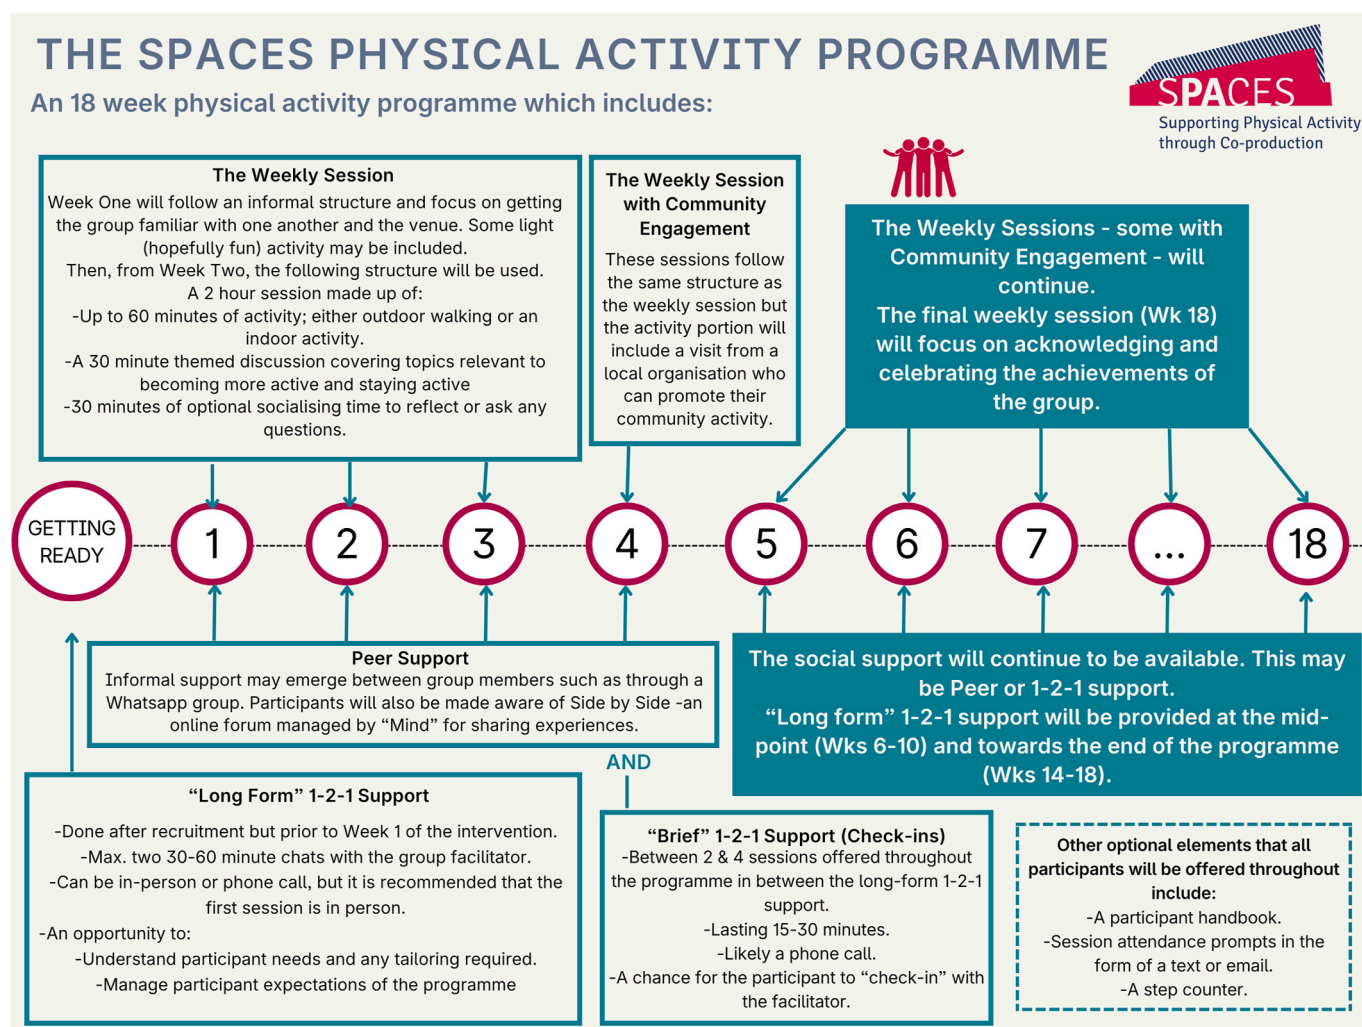 THE SPACES PHYSICAL ACTIVITY PROGRAMME
An 18 week physical activity programme which includes:
SPACES
Supporting Physical Activity
through Co-production
The Weekly Session
Week One will follow an informal structure and focus on getting
the group familiar with one another and the venue. Some light
(hopefully fun) activity may be included.
Then, from Week Two, the following structure will be used.
A 2 hour session made up of:
-Up to 60 minutes of activity; either outdoor walking or an
indoor activity.
-A 30 minute themed discussion covering topics relevant to
becoming more active and staying active
-30 minutes of optional socialising time to reflect or ask any
questions.
The Weekly Session
with Community
Engagement
These sessions follow
the same structure as
the weekly session but
the activity portion will
include a visit from a
local organisation who
can promote their
community activity.
The Weekly Sessions - some with
Community Engagement - will
continue.
The final weekly session (Wk 18)
will focus on acknowledging and
celebrating the achievements of
the group.
GETTING
READY
1
2
3
4
5
6
7
...
18
Peer Support
Informal support may emerge between group members such as through a
Whatsapp group. Participants will also be made aware of Side by Side -an
online forum managed by “Mind” for sharing experiences.
The social support will continue to be available. This may
be Peer or 1-2-1 support.
“Long form” 1-2-1 support will be provided at the mid-
point (Wks 6-10) and towards the end of the programme
(Wks 14-18).
AND
“Long Form” 1-2-1 Support
-Done after recruitment but prior to Week 1 of the intervention.
-Max. two 30-60 minute chats with the group facilitator.
-Can be in-person or phone call, but it is recommended that the
first session is in person.
-An opportunity to:
-Understand participant needs and any tailoring required.
-Manage participant expectations of the programme
“Brief” 1-2-1 Support (Check-ins)
-Between 2 & 4 sessions offered throughout
the programme in between the long-form 1-2-1
support.
-Lasting 15-30 minutes.
-Likely a phone call.
-A chance for the participant to “check-in” with
the facilitator.
Other optional elements that all
participants will be offered throughout
include:
-A participant handbook.
-Session attendance prompts in the
form of a text or email.
-A step counter.